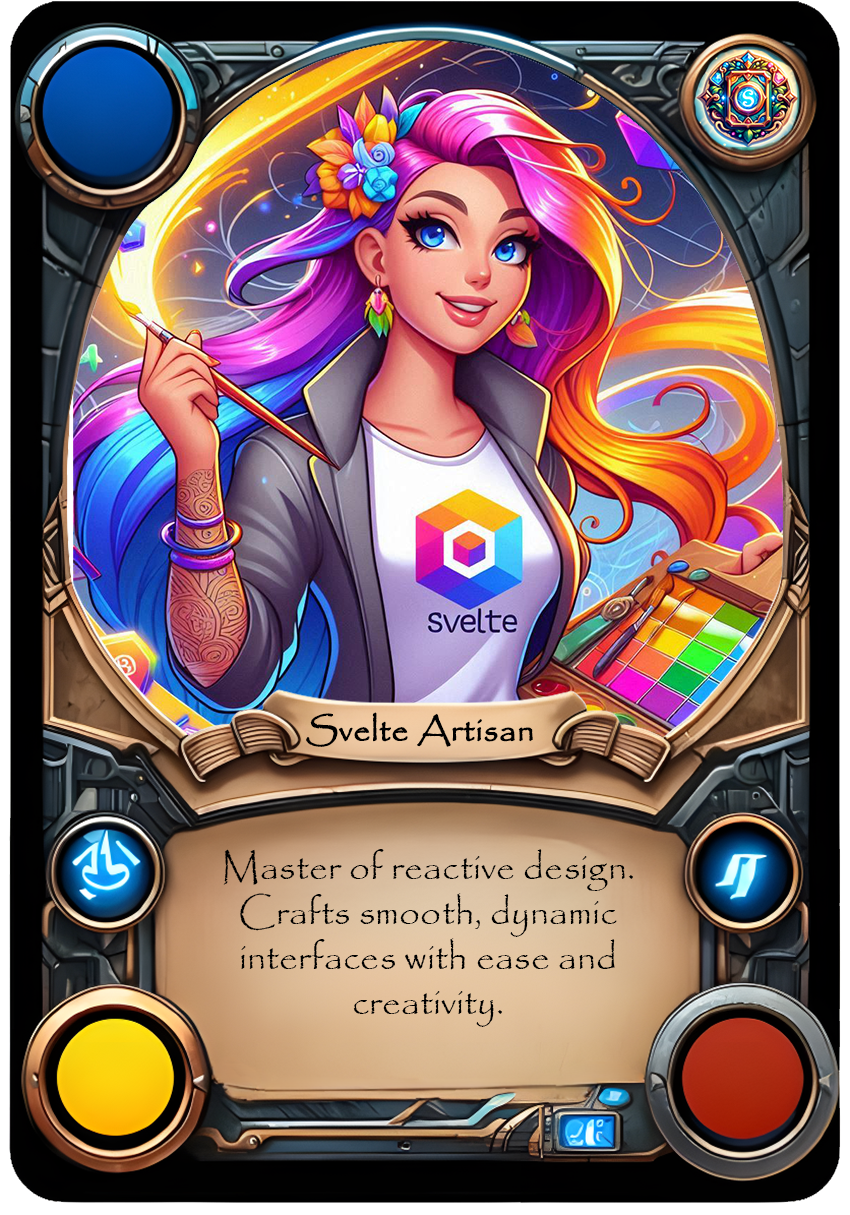 S
svelte
Svelte Artisan
Master of reactive design.
Crafts smooth, dynamic
interfaces with ease and
creativity.